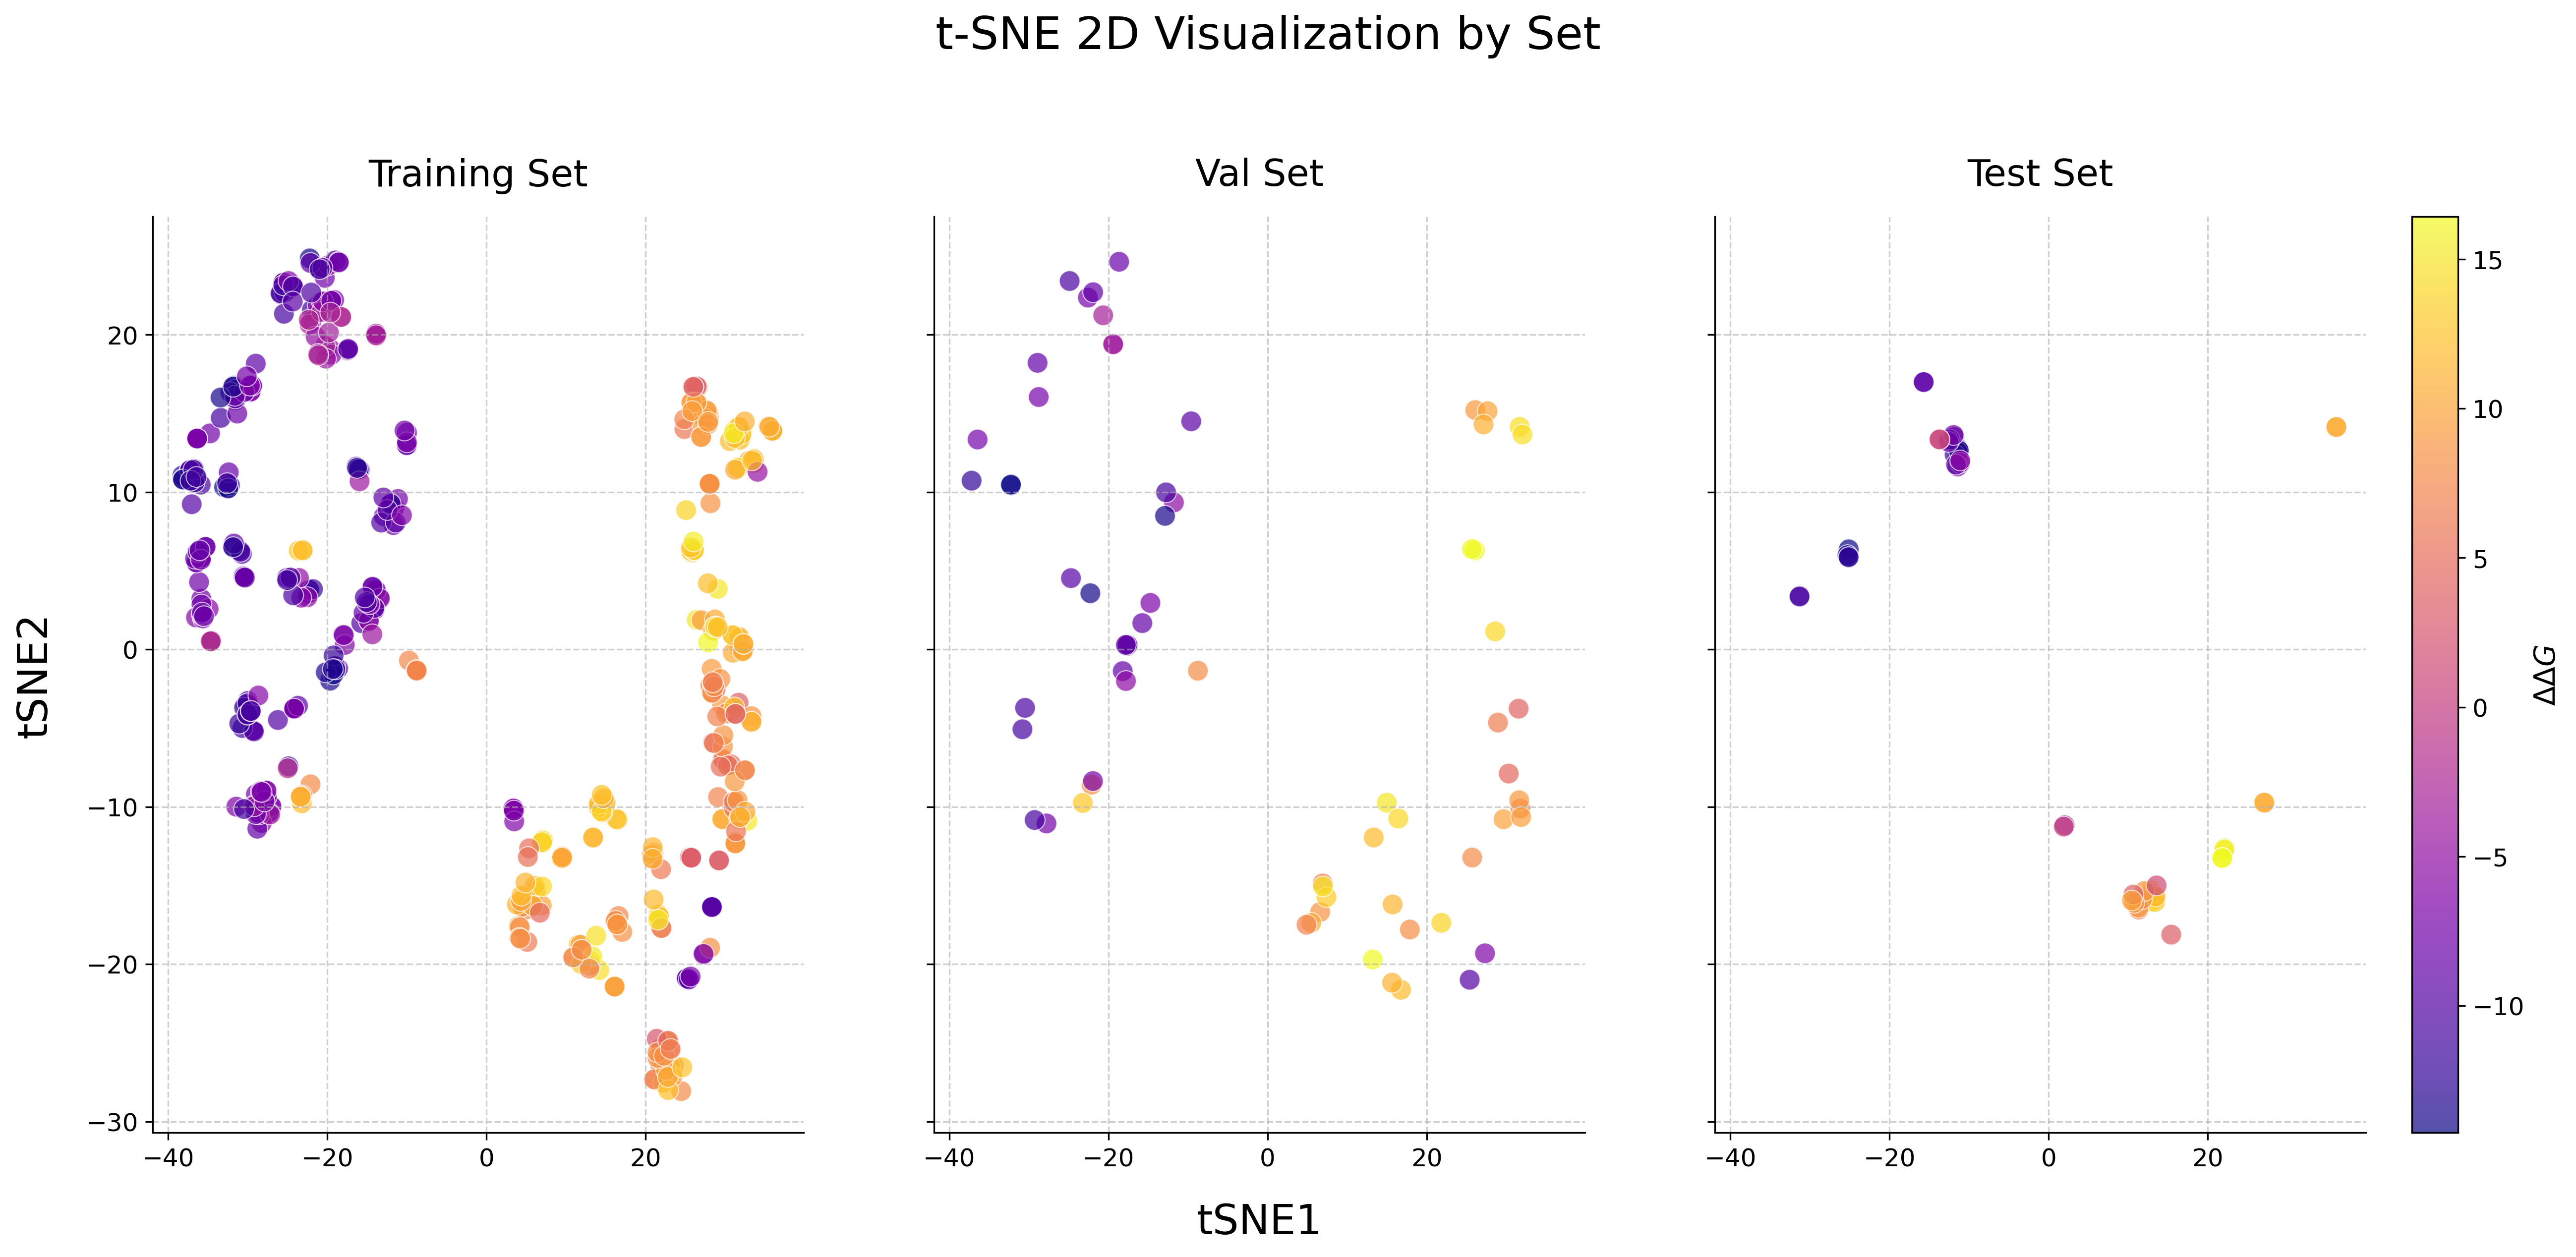 t-SNE 2D Visualization by Set
Training Set
Val Set
Test Set
tSNE2
20
10
0
−10
−20
−30
−40 −20 0 20
−40 −20 0 20
−40 −20 0 20
tSNE1
15
10
5
0
−5
−10
ΔΔG